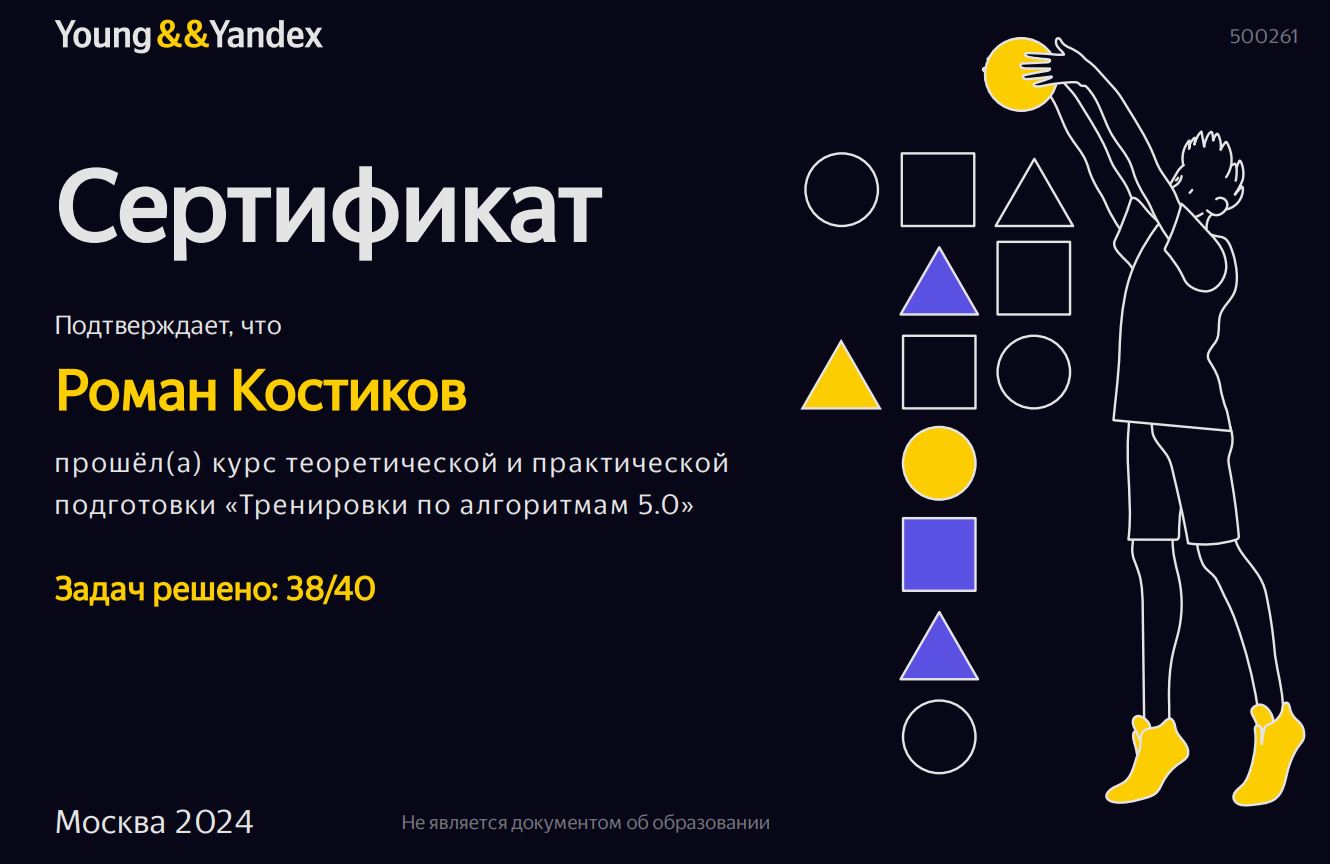 Young&&Yandex
500261
Сертификат
Подтверждает, что
Роман Костиков
прошёл(а) курс теоретической и практической
подготовки «Тренировки по алгоритмам 5.0»
Задач решено: 38/40
Москва 2024
Не является документом об образовании